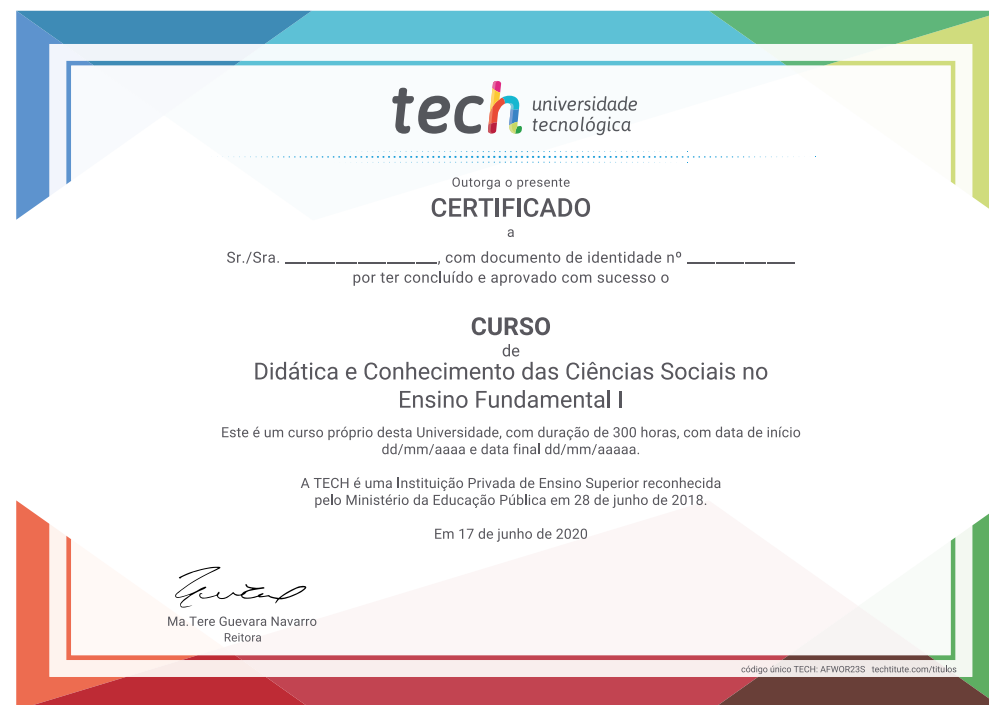 tech universidade
tecnológica
Outorga o presente
CERTIFICADO
a
Sr./Sra. ________________, com documento de identidade nº ___________
por ter concluído e aprovado com sucesso o
CURSO
de
Didática e Conhecimento das Ciências Sociais no
Ensino Fundamental I
Este é um curso próprio desta Universidade, com duração de 300 horas, com data de início
dd/mm/aaaa e data final dd/mm/aaaaa.
A TECH é uma Instituição Privada de Ensino Superior reconhecida
pelo Ministério da Educação Pública em 28 de junho de 2018.
Em 17 de junho de 2020
Ma.Tere Guevara Navarro
Reitora
código único TECH: AFWOR23S techtitute.com/titulos